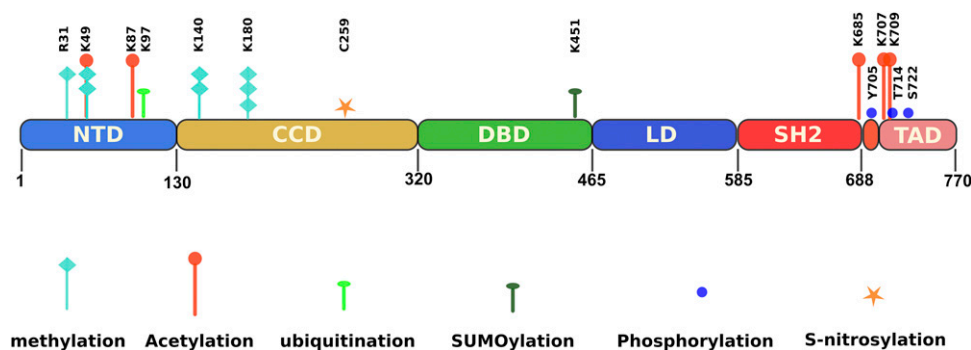 R31 K49 K87 K97 K140 K180 C259 K451 K685 K707 K709
Y705 T714 S722
NTD CCD DBD LD SH2 TAD
1 130 320 465 585 688 770
methylation Acetylation ubiquitination SUMOylation Phosphorylation S-nitrosylation